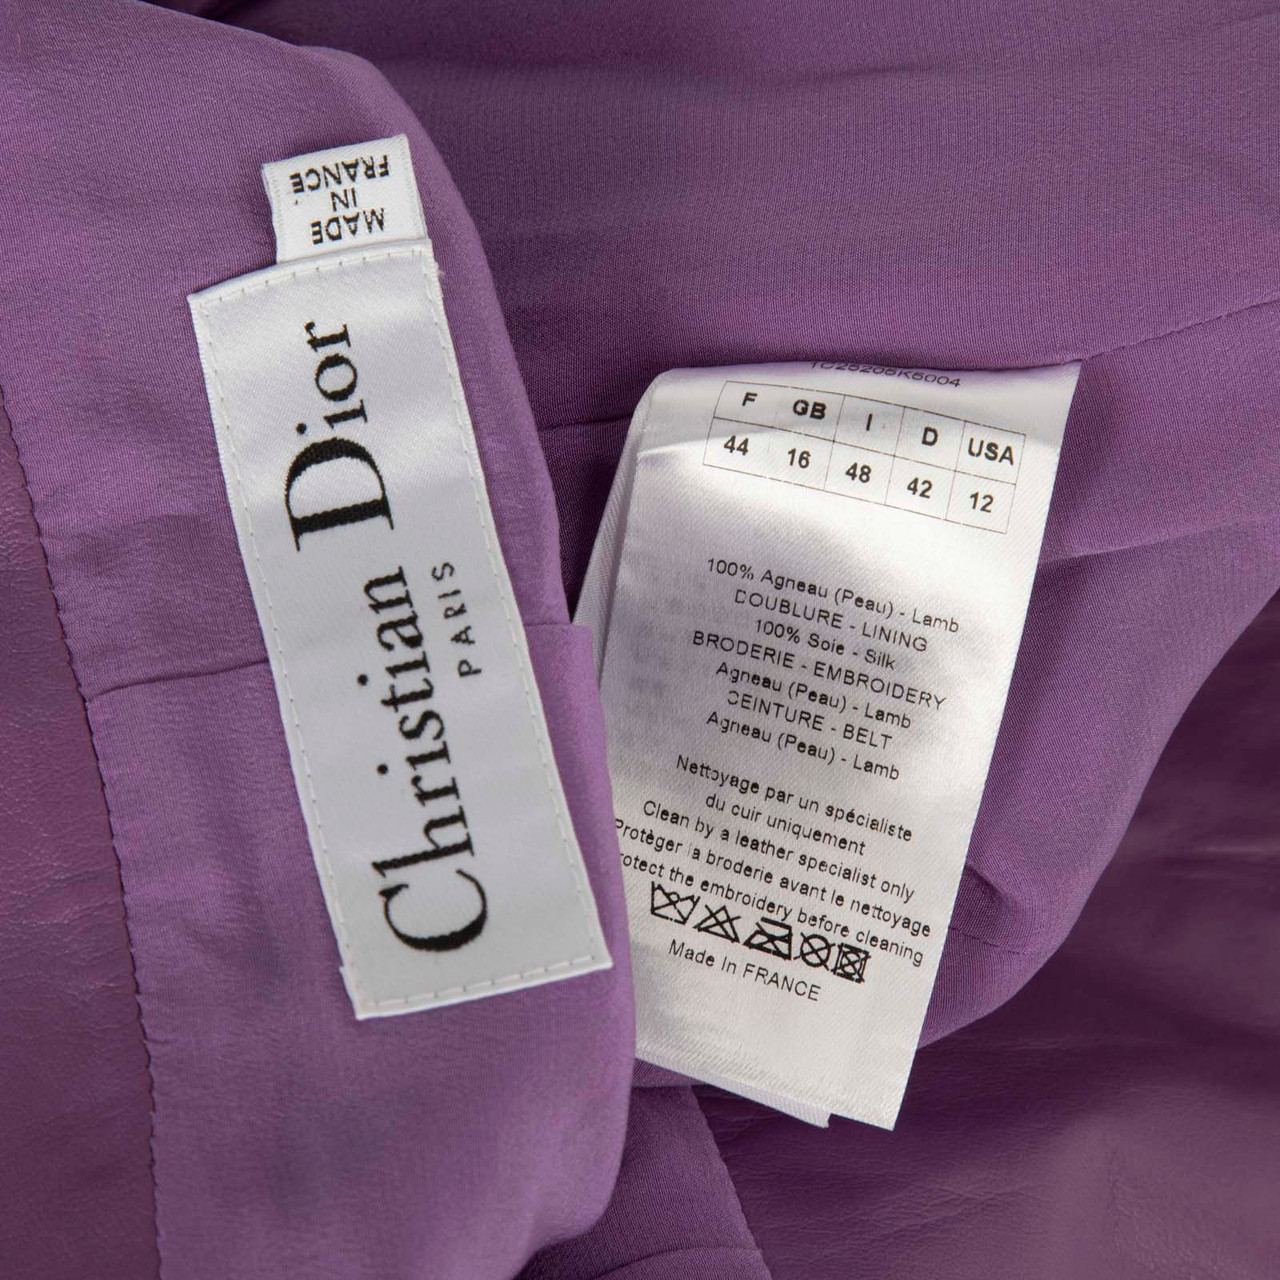 MADE
IN
FRANCE
Christian Dior
PARIS
F GB I D USA
44 16 48 42 12
100% Agneau (Peau) - Lamb
DOUBLURE - LINING
100% Soie - Silk
BRODERIE - EMBROIDERY
Agneau (Peau) - Lamb
CEINTURE - BELT
Agneau (Peau) - Lamb
Nettoyage par un spécialiste
du cuir uniquement
Clean by a leather specialist only
Protèger la broderie avant le nettoyage
rotect the embroidery before cleaning
Made In FRANCE